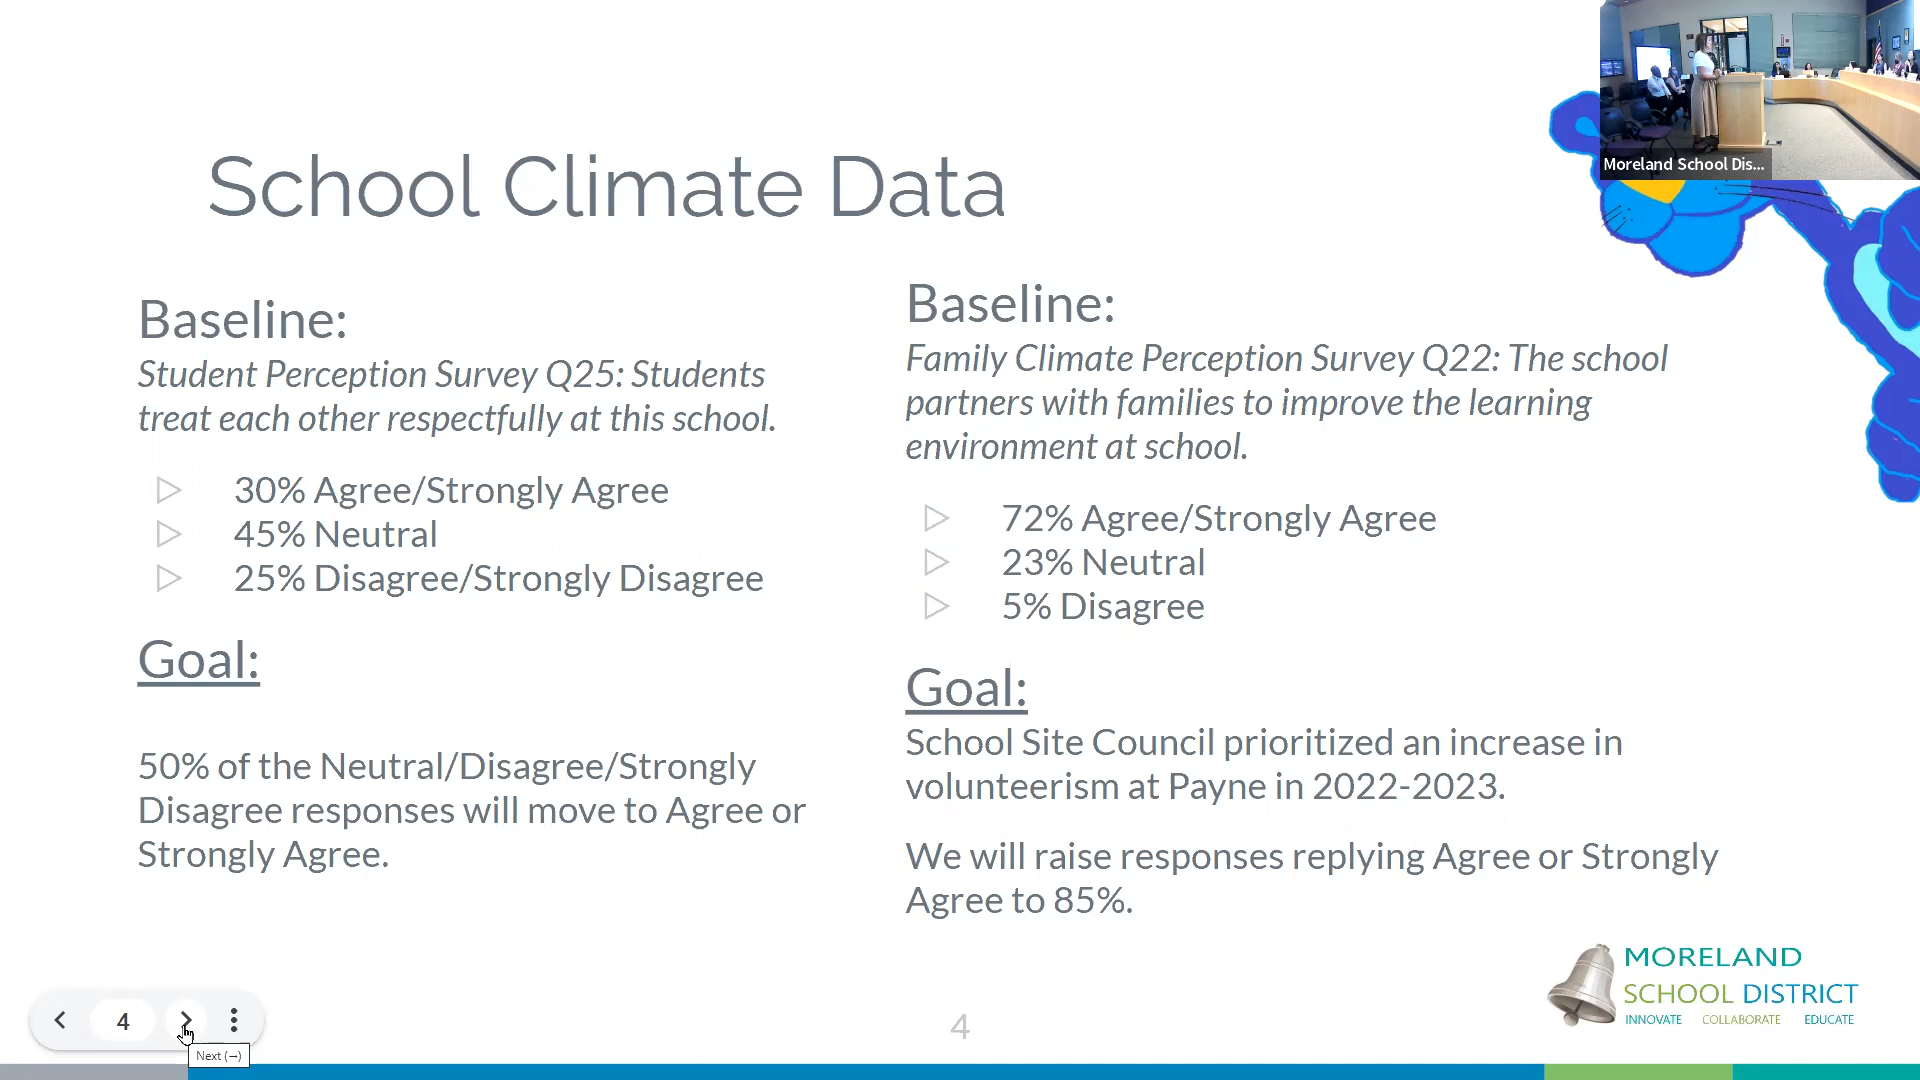 School Climate Data
Baseline:
Student Perception Survey Q25: Students
treat each other respectfully at this school.
30% Agree/Strongly Agree
45% Neutral
25% Disagree/Strongly Disagree
Goal:
50% of the Neutral/Disagree/Strongly
Disagree responses will move to Agree or
Strongly Agree.
Baseline:
Family Climate Perception Survey Q22: The school
partners with families to improve the learning
environment at school.
72% Agree/Strongly Agree
23% Neutral
5% Disagree
Goal:
School Site Council prioritized an increase in
volunteerism at Payne in 2022-2023.
We will raise responses replying Agree or Strongly
Agree to 85%.
Moreland School Dis...
MORELAND
SCHOOL DISTRICT
INNOVATE COLLABORATE EDUCATE
4
4
Next (→)